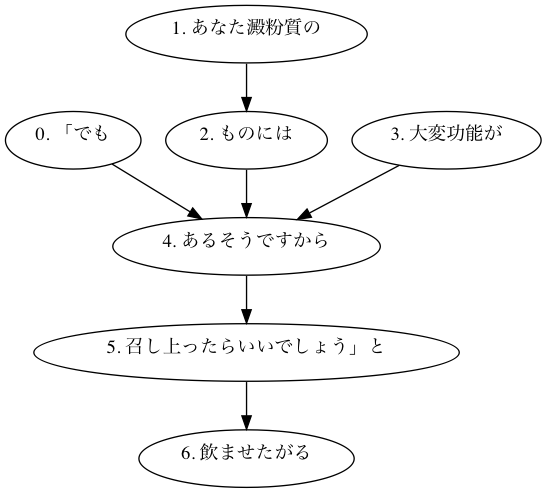 1. あなた澱粉質の
0. 「でも
2. ものには
3. 大変功能が
4. あるそうですから
5. 召し上ったらいいでしょう」と
6. 飲ませたがる